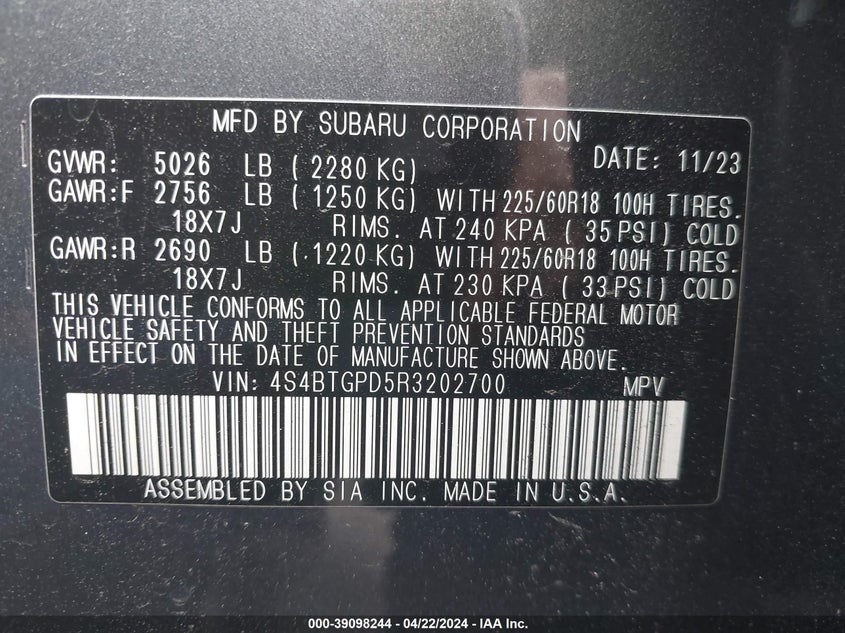 MFD BY SUBARU CORPORATION
GVWR: 5026 LB (2280 KG) DATE: 11/23
GAWR:F 2756 LB (1250 KG) WITH 225/60R18 100H TIRES.
18X7J RIMS. AT 240 KPA (35 PSI) COLD
GAWR:R 2690 LB (1220 KG) WITH 225/60R18 100H TIRES.
18X7J RIMS. AT 230 KPA (33 PSI) COLD
THIS VEHICLE CONFORMS TO ALL APPLICABLE FEDERAL MOTOR
VEHICLE SAFETY AND THEFT PREVENTION STANDARDS
IN EFFECT ON THE DATE OF MANUFACTURE SHOWN ABOVE.
VIN: 4S4BTGPD5R3202700 MPV
ASSEMBLED BY SIA INC. MADE IN U.S.A.
000-39098244 - 04/22/2024 - IAA Inc.